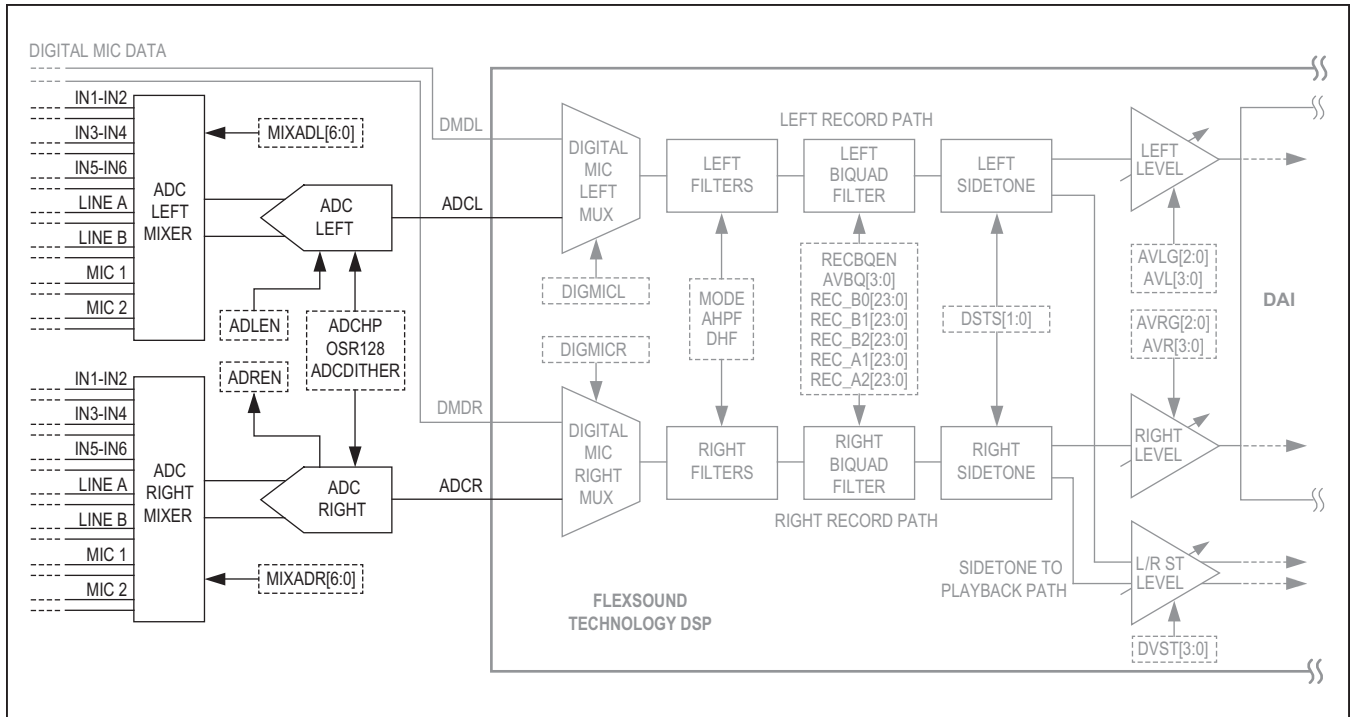 DIGITAL MIC DATA
IN1-IN2
IN3-IN4
IN5-IN6
LINE A
LINE B
MIC 1
MIC 2
ADC
LEFT
MIXER
MIXADL[6:0]
ADC
LEFT
ADLEN
ADCHP
OSR128
ADCDITHER
ADREN
IN1-IN2
IN3-IN4
IN5-IN6
LINE A
LINE B
MIC 1
MIC 2
ADC
RIGHT
MIXER
ADC
RIGHT
MIXADR[6:0]
DMDL
ADCL
DMDR
ADCR
DIGITAL
MIC
LEFT
MUX
DIGMICL
DIGMICR
DIGITAL
MIC
RIGHT
MUX
LEFT RECORD PATH
LEFT
FILTERS
LEFT
BIQUAD
FILTER
LEFT
SIDETONE
MODE
AHPF
DHF
RECBQEN
AVBQ[3:0]
REC_B0[23:0]
REC_B1[23:0]
REC_B2[23:0]
REC_A1[23:0]
REC_A2[23:0]
DSTS[1:0]
RIGHT
FILTERS
RIGHT
BIQUAD
FILTER
RIGHT
SIDETONE
RIGHT RECORD PATH
LEFT
LEVEL
AVLG[2:0]
AVL[3:0]
AVRG[2:0]
AVR[3:0]
RIGHT
LEVEL
DAI
SIDETONE TO
PLAYBACK PATH
L/R ST
LEVEL
DVST[3:0]
FLEXSOUND
TECHNOLOGY DSP